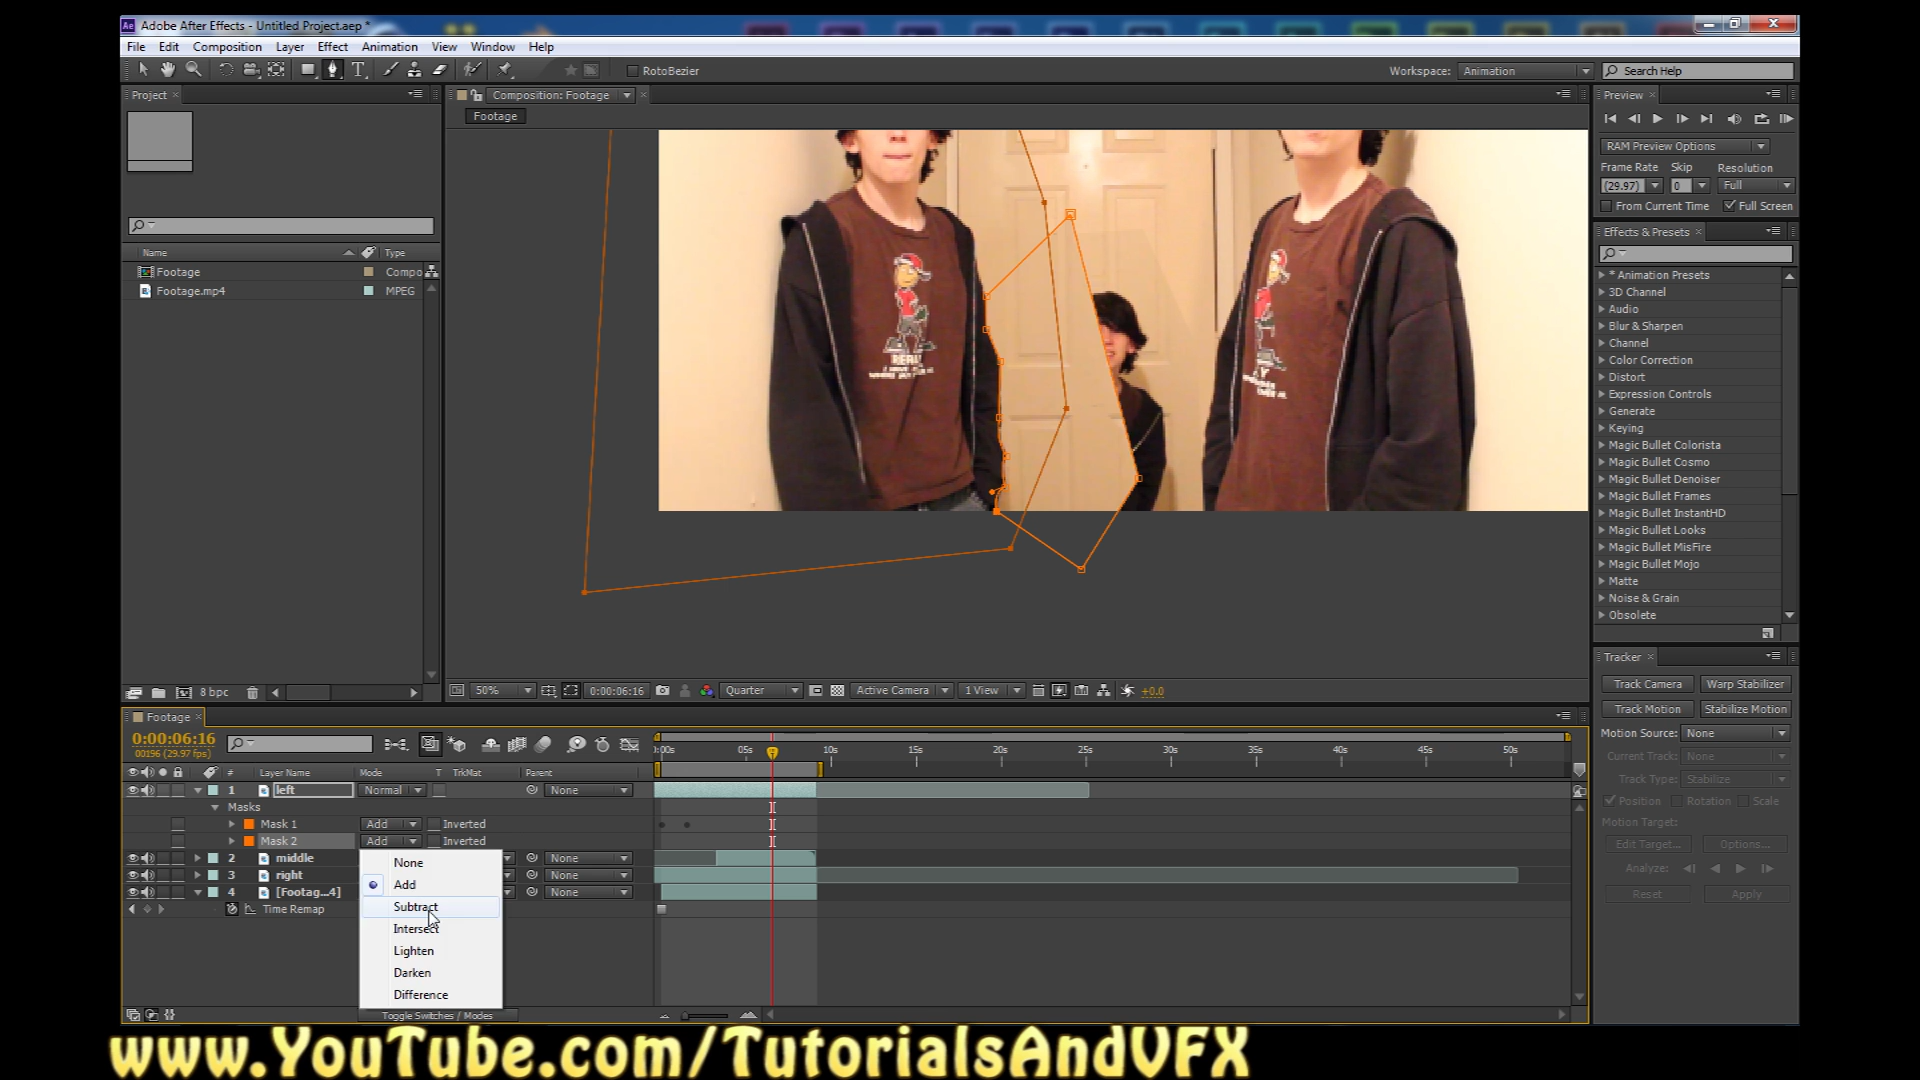 Adobe After Effects - Untitled Project.aep *
File Edit Composition Layer Effect Animation View Window Help
RotoBezier
Workspace: Animation
Search Help
Project
Composition: Footage
Footage
Name Type
Footage Compo
Footage.mp4 MPEG
8 bpc
50% 0:00:06:16 Quarter Active Camera 1 View +0.0
Preview
RAM Preview Options
Frame Rate Skip Resolution
(29.97) 0 Full
From Current Time Full Screen
Effects & Presets
* Animation Presets
3D Channel
Audio
Blur & Sharpen
Channel
Color Correction
Distort
Expression Controls
Generate
Keying
Magic Bullet Colorista
Magic Bullet Cosmo
Magic Bullet Denoiser
Magic Bullet Frames
Magic Bullet InstantHD
Magic Bullet Looks
Magic Bullet MisFire
Magic Bullet Mojo
Matte
Noise & Grain
Obsolete
Tracker
Track Camera Warp Stabilizer
Track Motion Stabilize Motion
Motion Source: None
Current Track: None
Track Type: Stabilize
Position Rotation Scale
Motion Target:
Edit Target... Options...
Analyze:
Reset Apply
Footage
0:00:06:16
00196 (29.97 fps)
):00s 05s 10s 15s 20s 25s 30s 35s 40s 45s 50s
# Layer Name Mode T TrkMat Parent
1 left Normal None
Masks
Mask 1 Add Inverted
Mask 2 Add Inverted
2 middle None
3 right None
4 [Footag...4] None
Time Remap
None
Add
Subtract
Intersect
Lighten
Darken
Difference
Toggle Switches / Modes
www.YouTube.com/TutorialsAndVFX